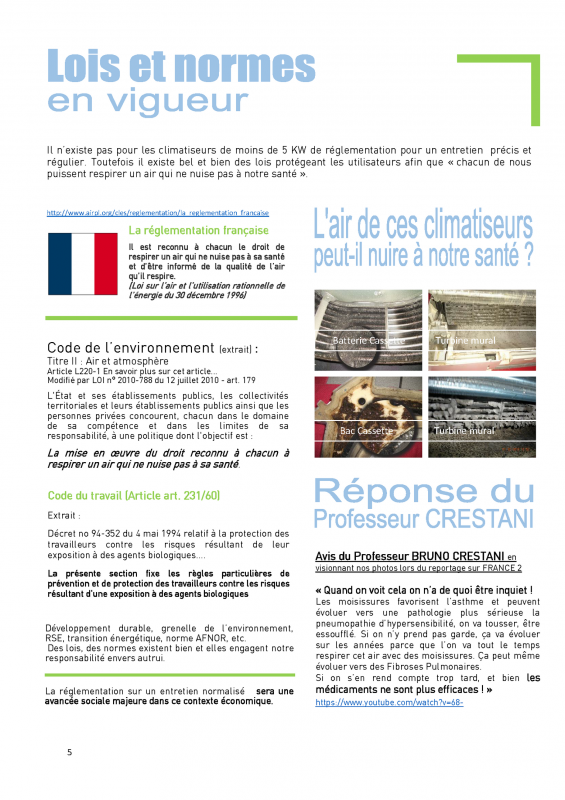 Lois et normes
en vigueur
Il n'existe pas pour les climatiseurs de moins de 5 KW de réglementation pour un entretien précis et
régulier. Toutefois il existe bel et bien des lois protégeant les utilisateurs afin que « chacun de nous
puissent respirer un air qui ne nuise pas à notre santé ».
http://www.airpl.org/cles/reglementation/la_reglementation_francaise
La réglementation française
Il est reconnu à chacun le droit de
respirer un air qui ne nuise pas à sa santé
et d'être informé de la qualité de l'air
qu'il respire.
(Loi sur l'air et l'utilisation rationnelle de
l'énergie du 30 décembre 1996)
Code de l'environnement (extrait) :
Titre II : Air et atmosphère
Article L220-1 En savoir plus sur cet article...
Modifié par LOI n° 2010-788 du 12 juillet 2010 - art. 179
L'État et ses établissements publics, les collectivités
territoriales et leurs établissements publics ainsi que les
personnes privées concourent, chacun dans le domaine
de sa compétence et dans les limites de sa
responsabilité, à une politique dont l'objectif est :
La mise en œuvre du droit reconnu à chacun à
respirer un air qui ne nuise pas à sa santé.
Code du travail (Article art. 231/60)
Extrait :
Décret no 94-352 du 4 mai 1994 relatif à la protection des
travailleurs contre les risques résultant de leur
exposition à des agents biologiques....
La présente section fixe les règles particulières de
prévention et de protection des travailleurs contre les risques
résultant d'une exposition à des agents biologiques
Développement durable, grenelle de l'environnement,
RSE, transition énergétique, norme AFNOR, etc.
Des lois, des normes existent bien et elles engagent notre
responsabilité envers autrui.
La réglementation sur un entretien normalisé sera une
avancée sociale majeure dans ce contexte économique.
L'air de ces climatiseurs
peut-il nuire à notre santé ?
Batterie Cassette
Turbine mural
Bac Cassette
Turbine mural
Réponse du
Professeur CRESTANI
Avis du Professeur BRUNO CRESTANI en
visionnant nos photos lors du reportage sur FRANCE 2
« Quand on voit cela on n'a de quoi être inquiet !
Les moisissures favorisent l'asthme et peuvent
évoluer vers une pathologie plus sérieuse la
pneumopathie d'hypersensibilité, on va tousser, être
essoufflé. Si on n'y prend pas garde, ça va évoluer
sur les années parce que l'on va tout le temps
respirer cet air avec des moisissures. Ça peut même
évoluer vers des Fibroses Pulmonaires.
Si on s'en rend compte trop tard, et bien les
médicaments ne sont plus efficaces ! »
https://www.youtube.com/watch?v=68-
5